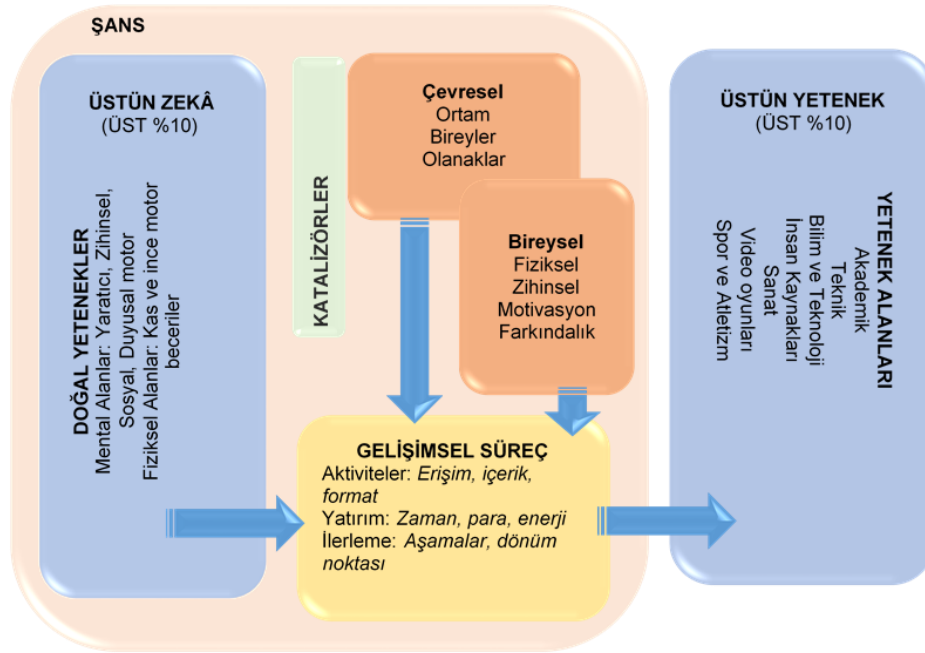 ŞANS
ÜSTÜN ZEKÂ
(ÜST %10)
DOĞAL YETENEKLER
Mental Alanlar: Yaratıcı, Zihinsel,
Sosyal, Duyusal motor
Fiziksel Alanlar: Kas ve ince motor
beceriler
KATALİZÖRLER
Çevresel
Ortam
Bireyler
Olanaklar
Bireysel
Fiziksel
Zihinsel
Motivasyon
Farkındalık
GELİŞİMSEL SÜREÇ
Aktiviteler: Erişim, içerik,
format
Yatırım: Zaman, para, enerji
İlerleme: Aşamalar, dönüm
noktası
ÜSTÜN YETENEK
(ÜST %10)
YETENEK ALANLARI
Akademik
Teknik
Bilim ve Teknoloji
İnsan Kaynakları
Sanat
Video oyunları
Spor ve Atletizm